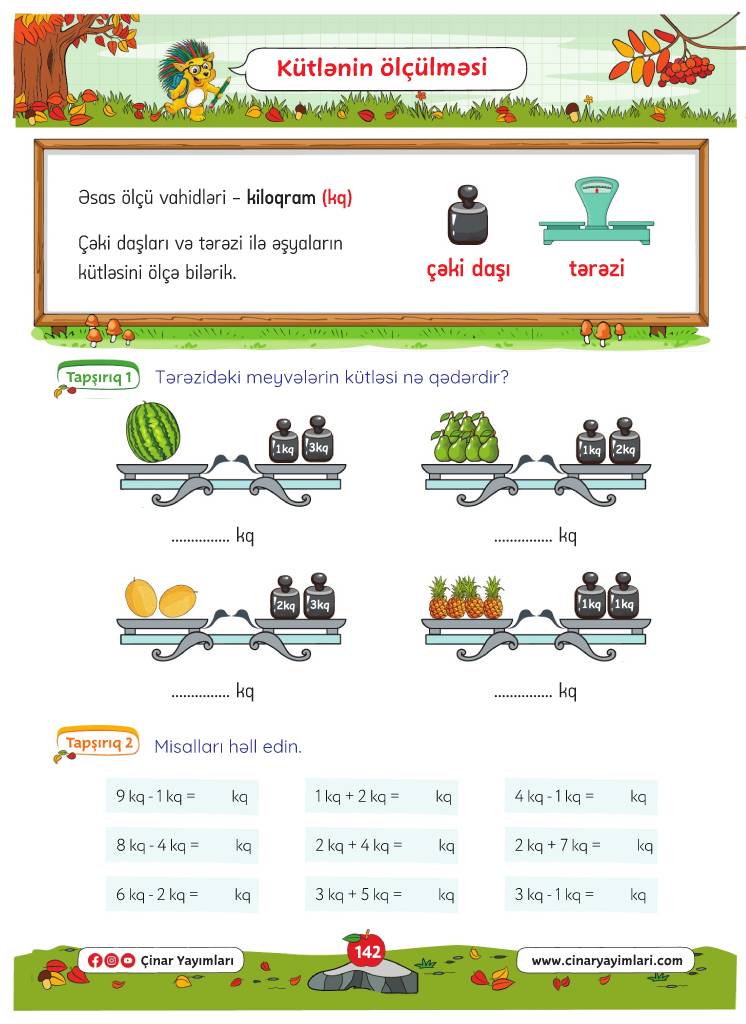 Kütlənin ölçülməsi
Əsas ölçü vahidləri – kiloqram (kq)
Çəki daşları və tərəzi ilə əşyaların
kütləsini ölçə bilərik.
çəki daşı
tərəzi
Tapşırıq 1 Tərəzidəki meyvələrin kütləsi nə qədərdir?
1kq 3kq
1kq 2kq
............... kq
............... kq
2kq 3kq
1kq 1kq
............... kq
............... kq
Tapşırıq 2 Misalları həll edin.
9 kq - 1 kq = kq
1 kq + 2 kq = kq
4 kq - 1 kq = kq
8 kq - 4 kq = kq
2 kq + 4 kq = kq
2 kq + 7 kq = kq
6 kq - 2 kq = kq
3 kq + 5 kq = kq
3 kq - 1 kq = kq
Çinar Yayımları
142
www.cinaryayimlari.com